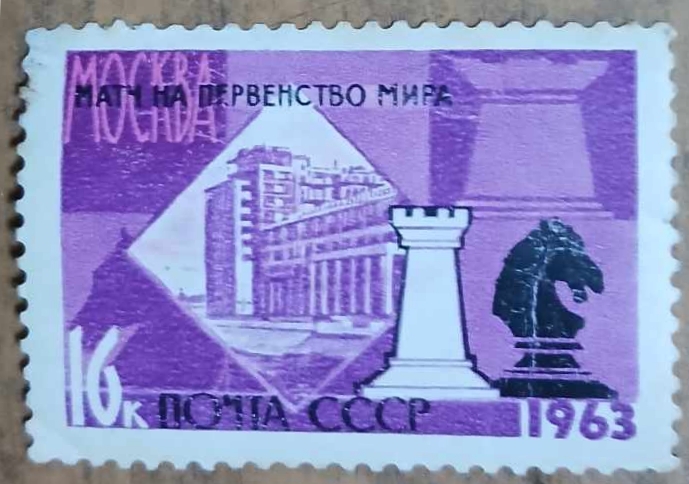 МОСКВА
МАТЧ НА ПЕРВЕНСТВО МИРА
16К ПОЧТА СССР 1963